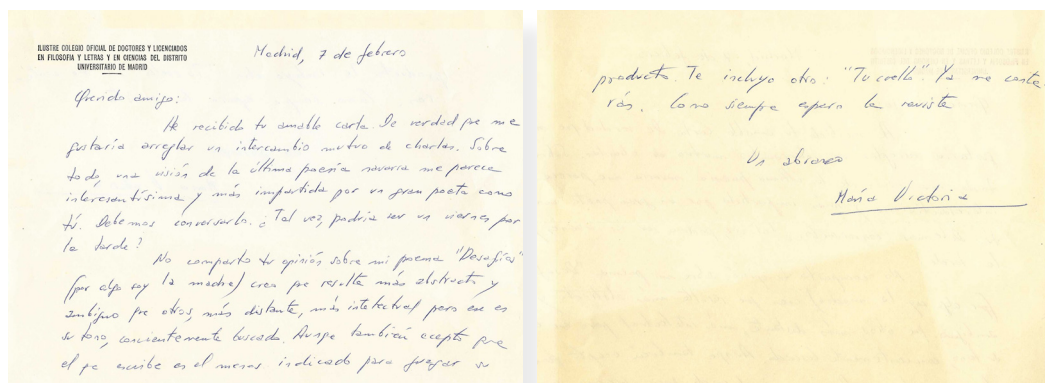 ILUSTRE COLEGIO OFICIAL DE DOCTORES Y LICENCIADOS
EN FILOSOFIA Y LETRAS Y EN CIENCIAS DEL DISTRITO
UNIVERSITARIO DE MADRID
Madrid, 7 de febrero
Querido amigo:
He recibido tu amable carta. De verdad que me
gustaría arreglar un intercambio mutuo de charlas. Sobre
todo, una visión de la última poesía navarra me parece
interesantísima y más impartida por un gran poeta como
tú. Debemos conversarlo. ¿Tal vez, podría ser un viernes por
la tarde?
No comparto tu opinión sobre mi poema "Desafíos"
(por algo soy la madre) creo que resulta más abstracto y
ambiguo que otros, más distante, más intelectual pero ese es
su tono, conscientemente buscado. Aunque también acepto que
el que escribe es el menos indicado para juzgar su
producto. Te incluyo otro: "Tu cuello". Ya me conta
rás. Como siempre espero la revista
Un abrazo
María Victoria